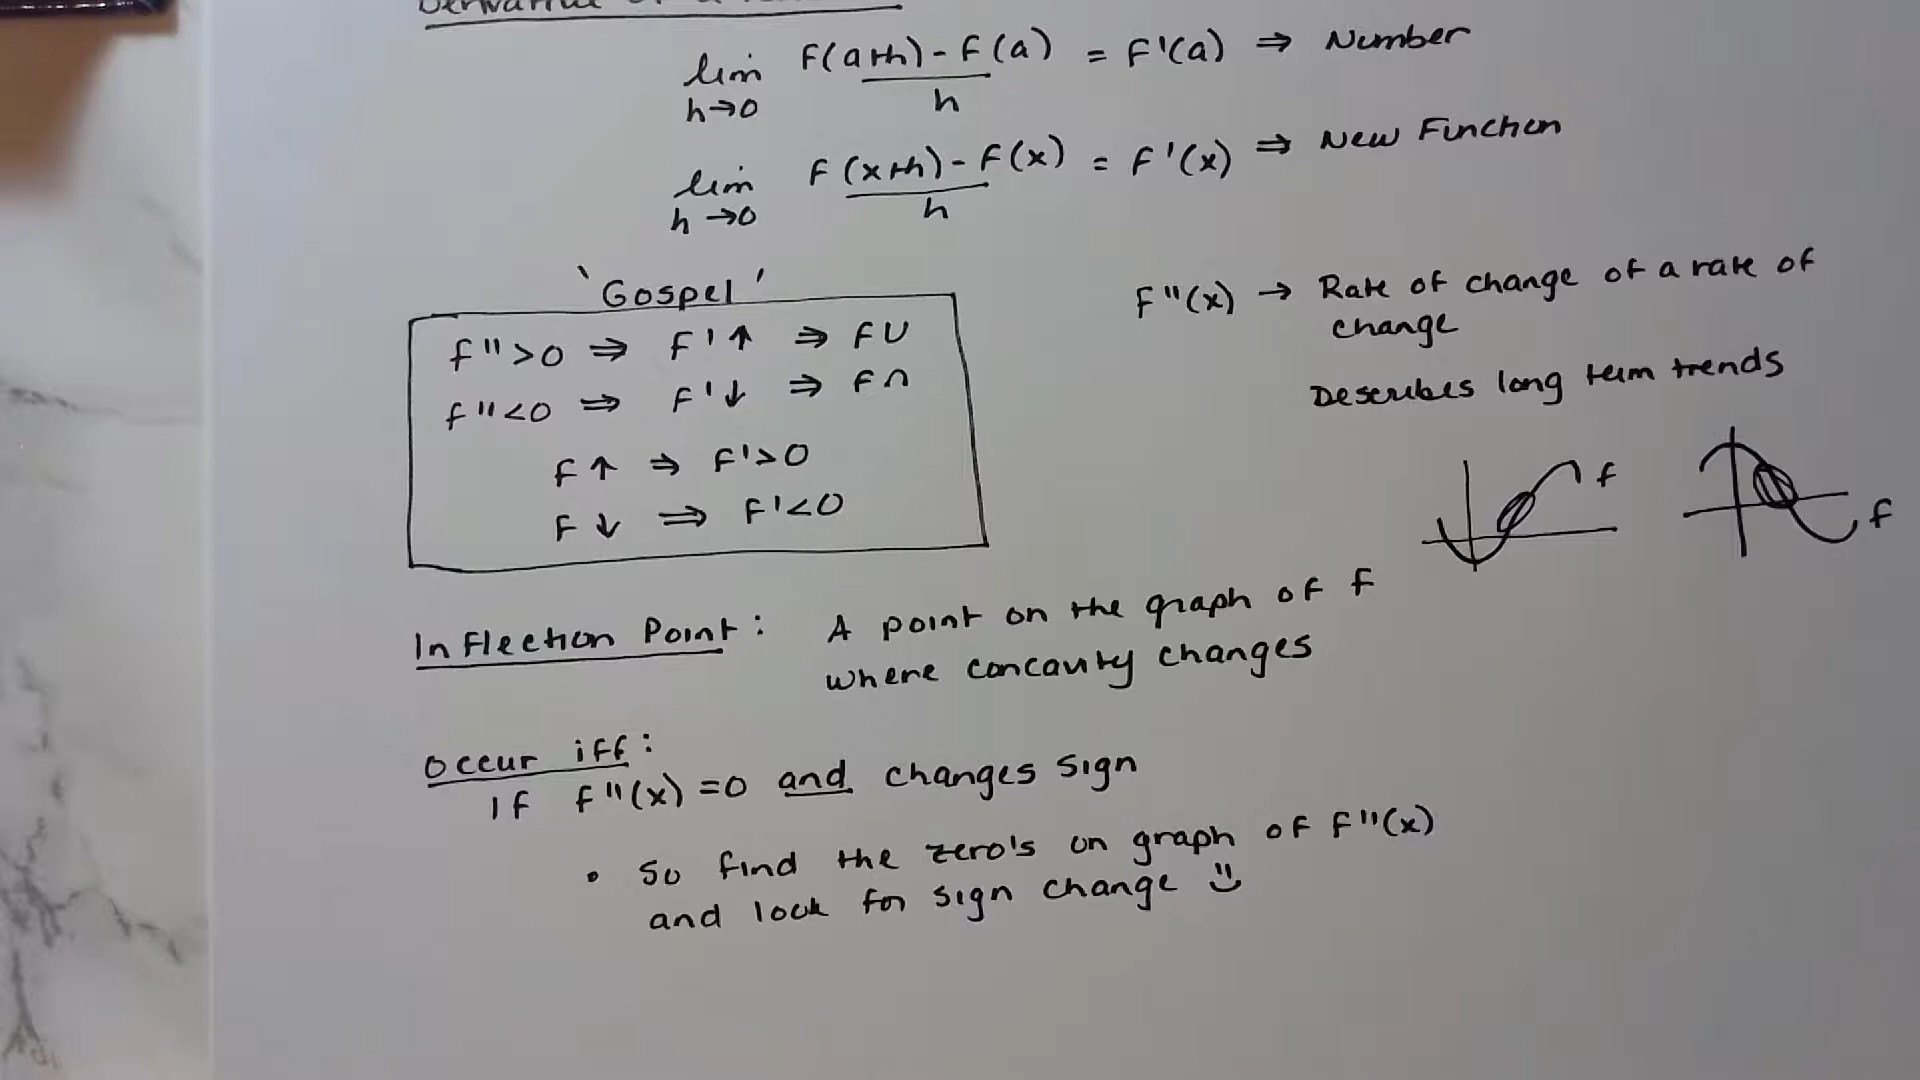 lim F(a+h) - F(a) = F'(a) ⇒ Number
h→0 h
lim F(x+h) - F(x) = F'(x) ⇒ New Function
h→0 h
'Gospel'
f">0 ⇒ F'↑ ⇒ F∪
f"<0 ⇒ F'↓ ⇒ F∩
F↑ ⇒ F'>0
F↓ ⇒ F'<0
F"(x) → Rate of change of a rate of
change
Describes long term trends
f
f
Inflection Point: A point on the graph of F
where concavity changes
Occur iff:
If f"(x)=0 and changes sign
• So find the zero's on graph of F"(x)
and look for sign change